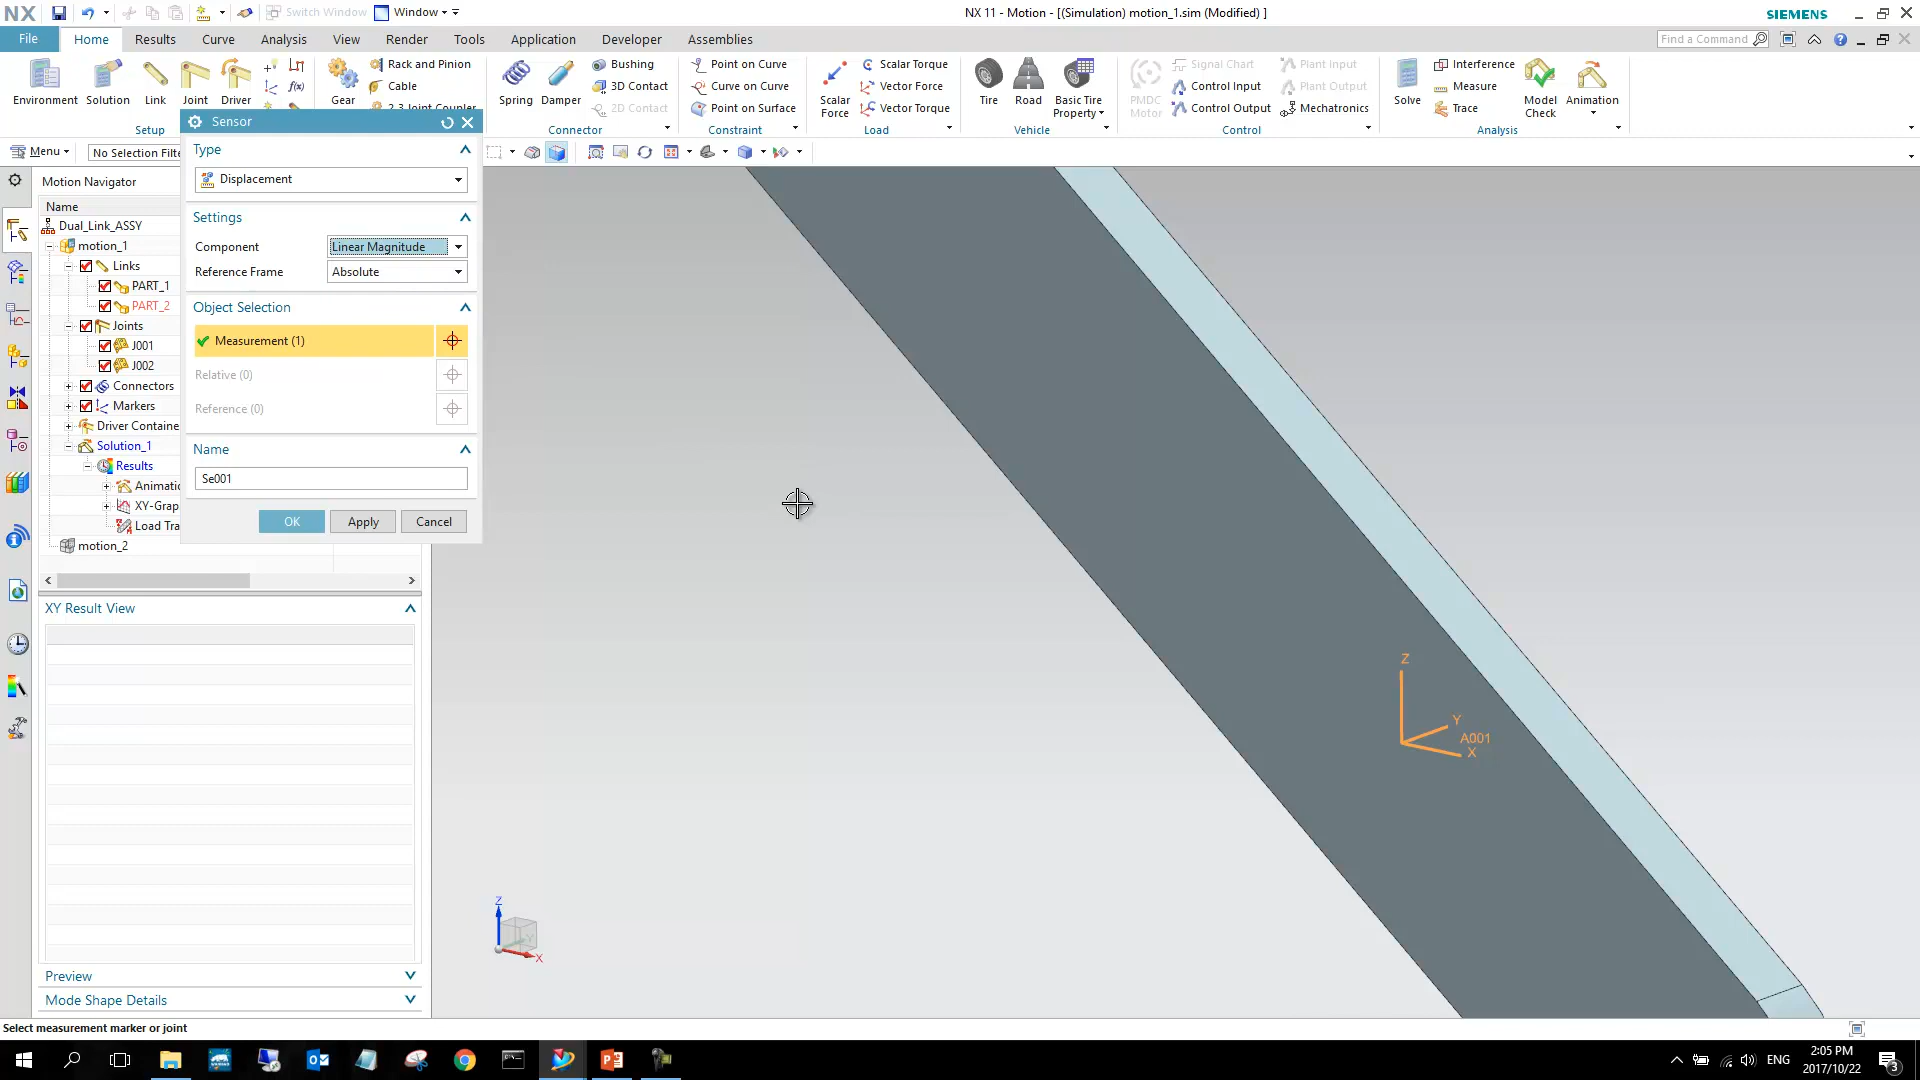 NX
Switch Window
Window
NX 11 - Motion - [(Simulation) motion_1.sim (Modified) ]
SIEMENS
File
Home
Results
Curve
Analysis
View
Render
Tools
Application
Developer
Assemblies
Find a Command
Environment
Solution
Link
Joint
Driver
f(x)
Setup
Gear
Rack and Pinion
Cable
2-3 Joint Coupler
Spring
Damper
Bushing
3D Contact
2D Contact
Connector
Point on Curve
Curve on Curve
Point on Surface
Constraint
Scalar Force
Scalar Torque
Vector Force
Vector Torque
Load
Tire
Road
Basic Tire Property
Vehicle
PMDC Motor
Signal Chart
Control Input
Control Output
Plant Input
Plant Output
Mechatronics
Control
Solve
Interference
Measure
Trace
Model Check
Animation
Analysis
Menu
No Selection Filte
Sensor
Type
Displacement
Settings
Component
Linear Magnitude
Reference Frame
Absolute
Object Selection
Measurement (1)
Relative (0)
Reference (0)
Name
Se001
OK
Apply
Cancel
Motion Navigator
Name
Dual_Link_ASSY
motion_1
Links
PART_1
PART_2
Joints
J001
J002
Connectors
Markers
Driver Containe
Solution_1
Results
Animatio
XY-Grap
Load Tra
motion_2
XY Result View
Preview
Mode Shape Details
Z
Y
A001
X
Z
Y
X
Select measurement marker or joint
ENG
2:05 PM
2017/10/22
3